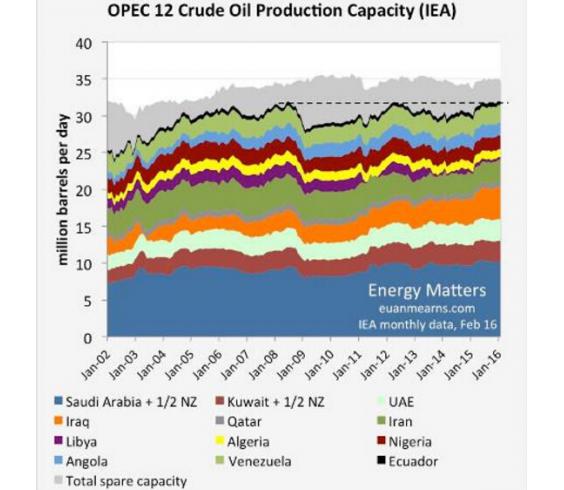 OPEC 12 Crude Oil Production Capacity (IEA)
million barrels per day
40
35
30
25
20
15
10
5
0
Energy Matters
euanmearns.com
IEA monthly data, Feb 16
Jan-02
Jan-03
Jan-04
Jan-05
Jan-06
Jan-07
Jan-08
Jan-09
Jan-10
Jan-11
Jan-12
Jan-13
Jan-14
Jan-15
Jan-16
Saudi Arabia + 1/2 NZ
Kuwait + 1/2 NZ
UAE
Iraq
Qatar
Iran
Libya
Algeria
Nigeria
Angola
Venezuela
Ecuador
Total spare capacity